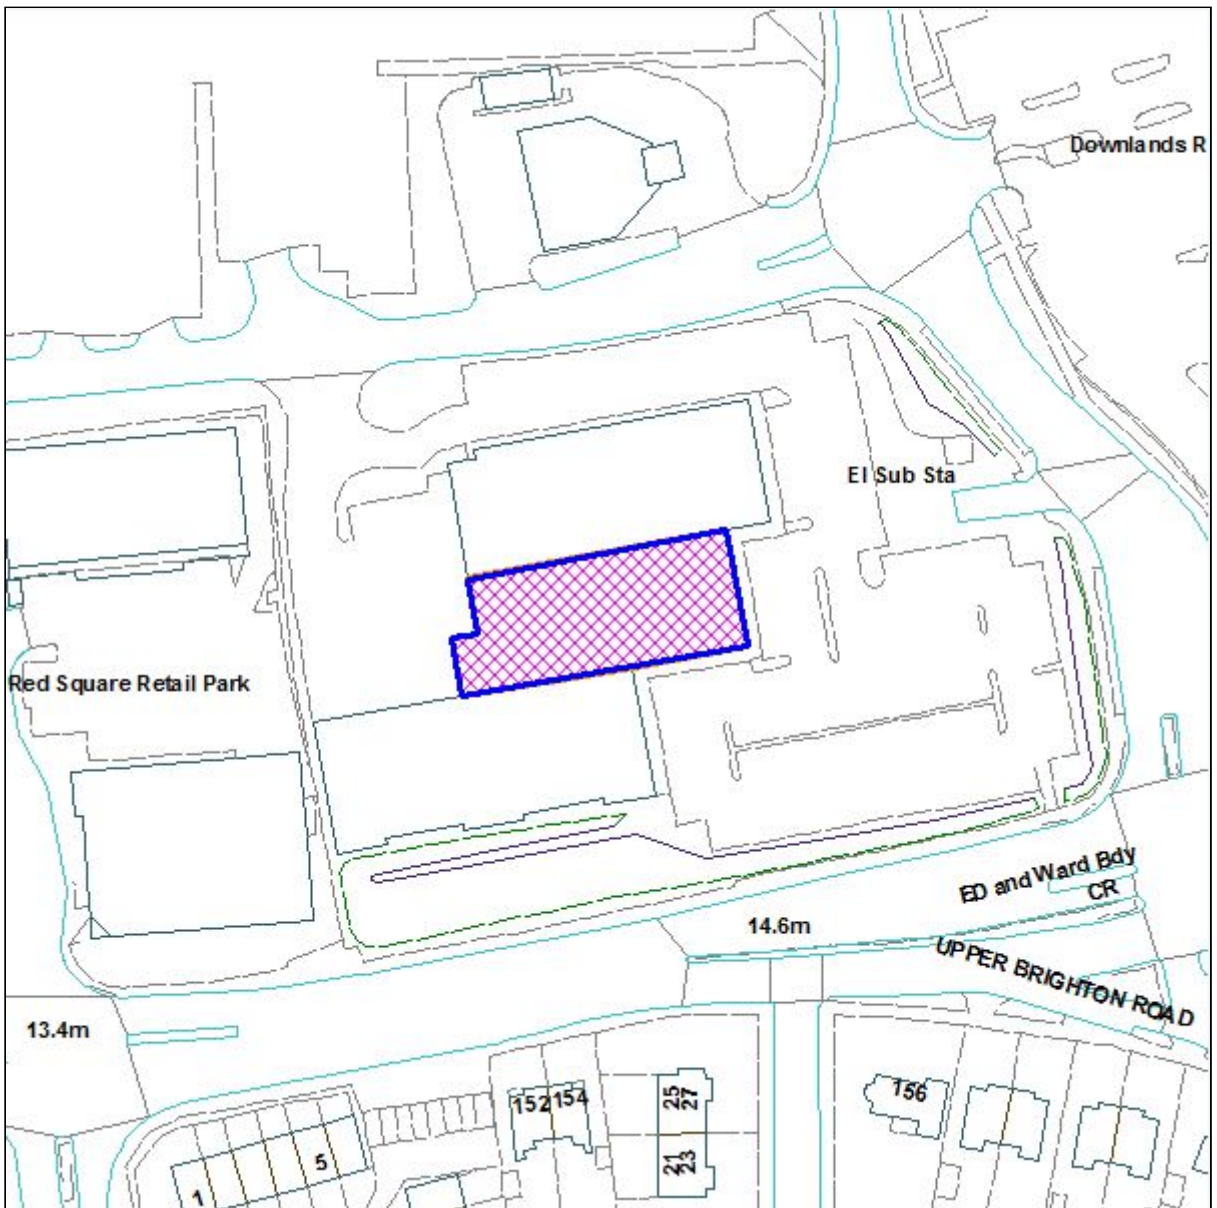 Downlands R
El Sub Sta
Red Square Retail Park
ED and Ward Bdy
CR
14.6m
UPPER BRIGHTON ROAD
13.4m
152
154
25
27
156
21
23
5
1